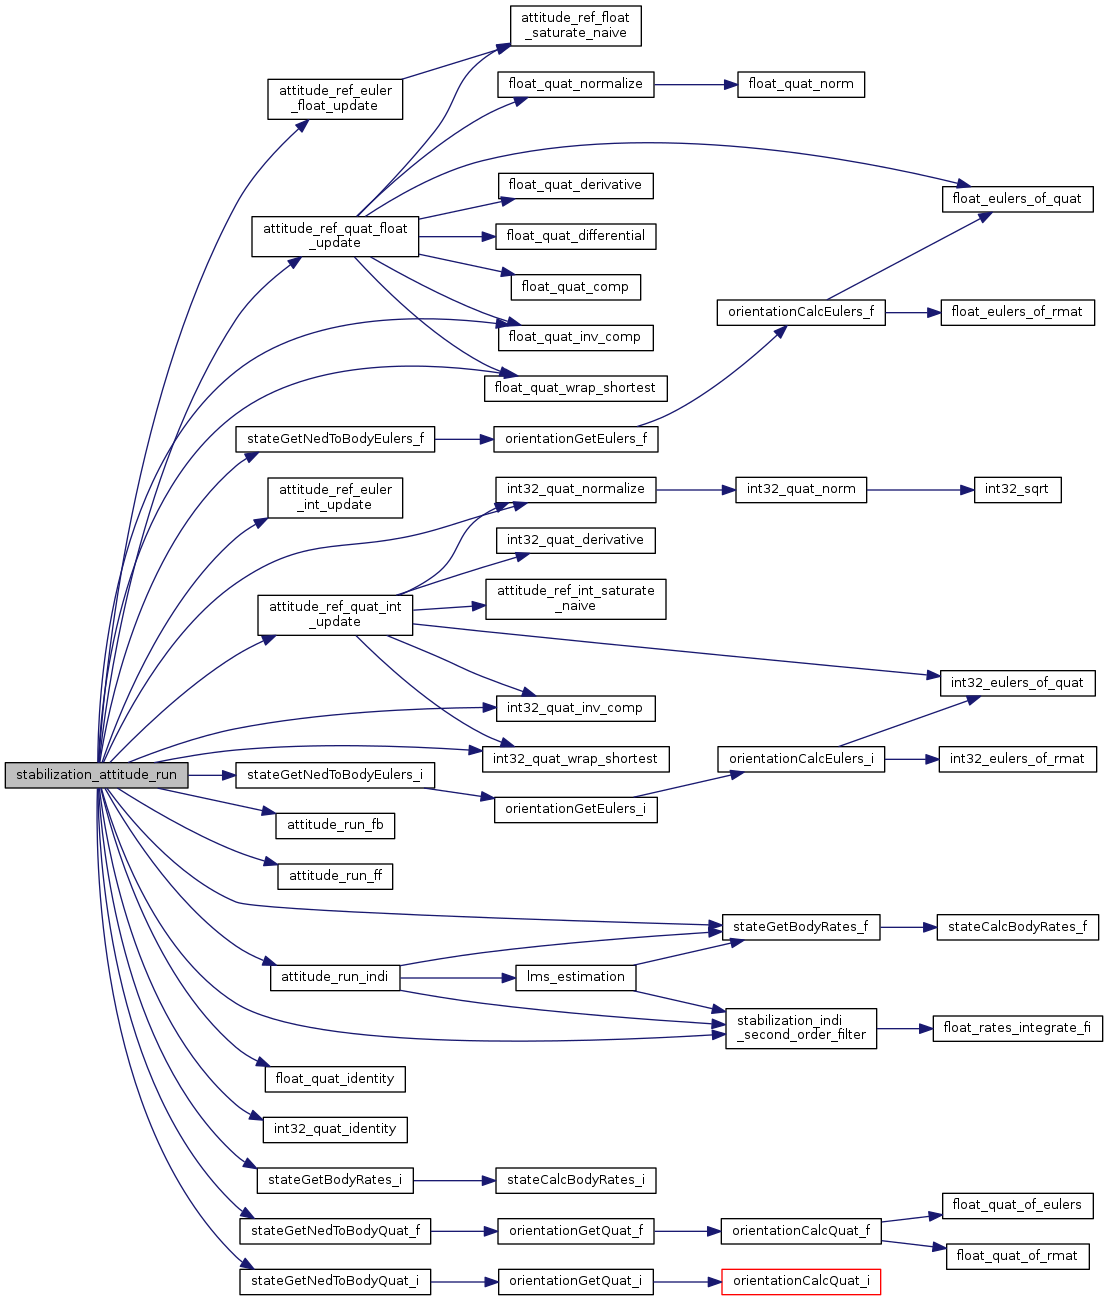 attitude_ref_float
_saturate_naive
attitude_ref_euler
_float_update
float_quat_normalize
float_quat_norm
float_quat_derivative
float_eulers_of_quat
attitude_ref_quat_float
_update
float_quat_differential
float_quat_comp
orientationCalcEulers_f
float_eulers_of_rmat
float_quat_inv_comp
float_quat_wrap_shortest
stateGetNedToBodyEulers_f
orientationGetEulers_f
attitude_ref_euler
_int_update
int32_quat_normalize
int32_quat_norm
int32_sqrt
int32_quat_derivative
attitude_ref_int_saturate
_naive
attitude_ref_quat_int
_update
int32_eulers_of_quat
int32_quat_inv_comp
int32_quat_wrap_shortest
orientationCalcEulers_i
int32_eulers_of_rmat
stabilization_attitude_run
stateGetNedToBodyEulers_i
orientationGetEulers_i
attitude_run_fb
attitude_run_ff
stateGetBodyRates_f
stateCalcBodyRates_f
attitude_run_indi
lms_estimation
stabilization_indi
_second_order_filter
float_rates_integrate_fi
float_quat_identity
int32_quat_identity
stateGetBodyRates_i
stateCalcBodyRates_i
float_quat_of_eulers
stateGetNedToBodyQuat_f
orientationGetQuat_f
orientationCalcQuat_f
float_quat_of_rmat
stateGetNedToBodyQuat_i
orientationGetQuat_i
orientationCalcQuat_i